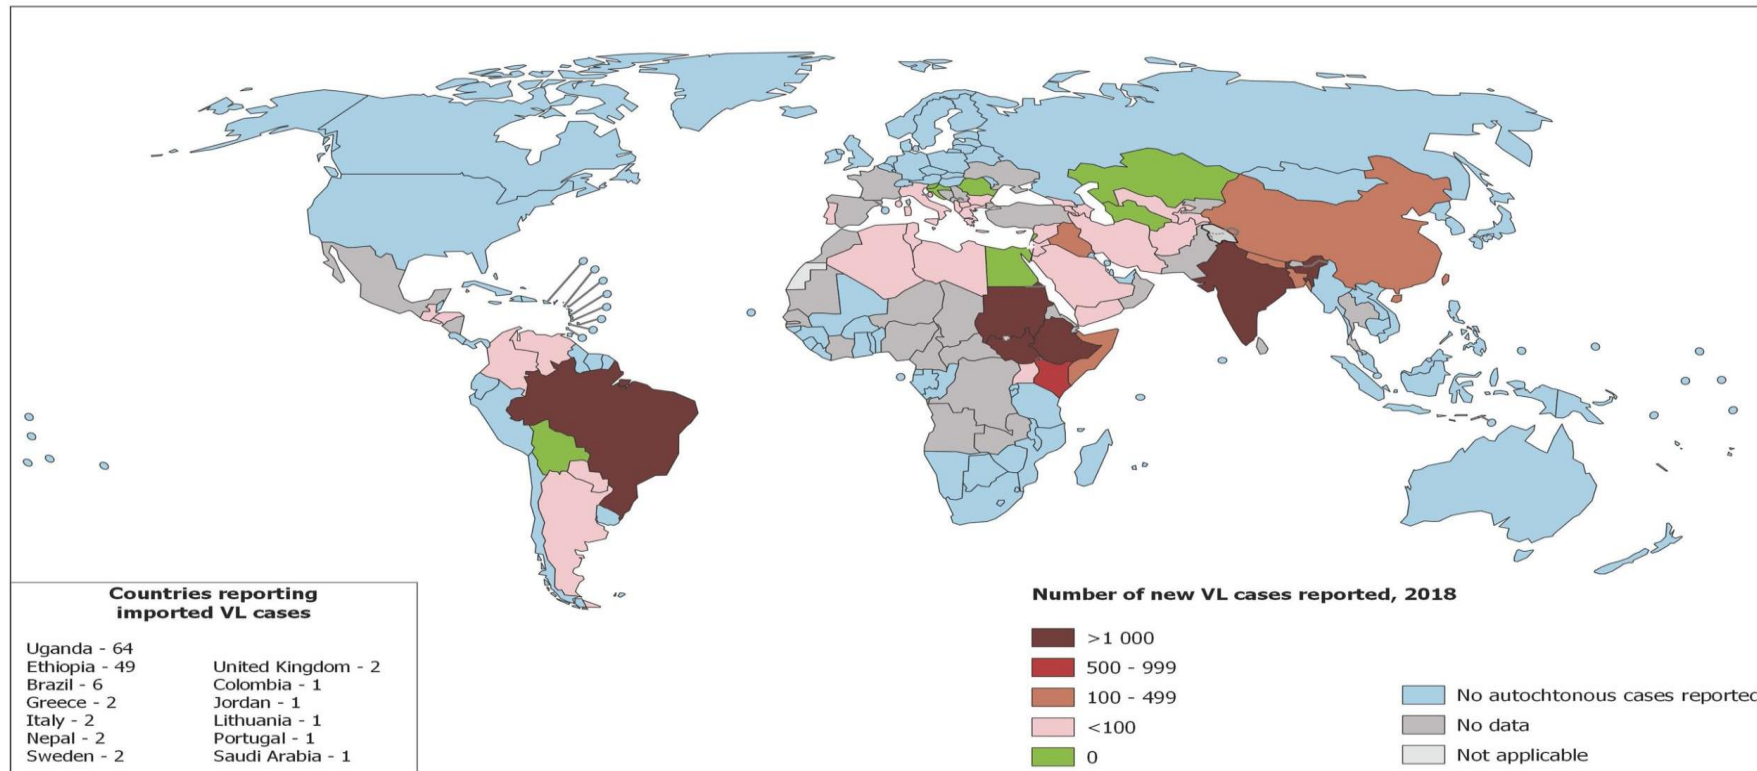 Countries reporting
imported VL cases
Uganda - 64
Ethiopia - 49
Brazil - 6
Greece - 2
Italy - 2
Nepal - 2
Sweden - 2
United Kingdom - 2
Colombia - 1
Jordan - 1
Lithuania - 1
Portugal - 1
Saudi Arabia - 1
Number of new VL cases reported, 2018
>1 000
500 - 999
100 - 499
<100
0
No autochtonous cases reported
No data
Not applicable